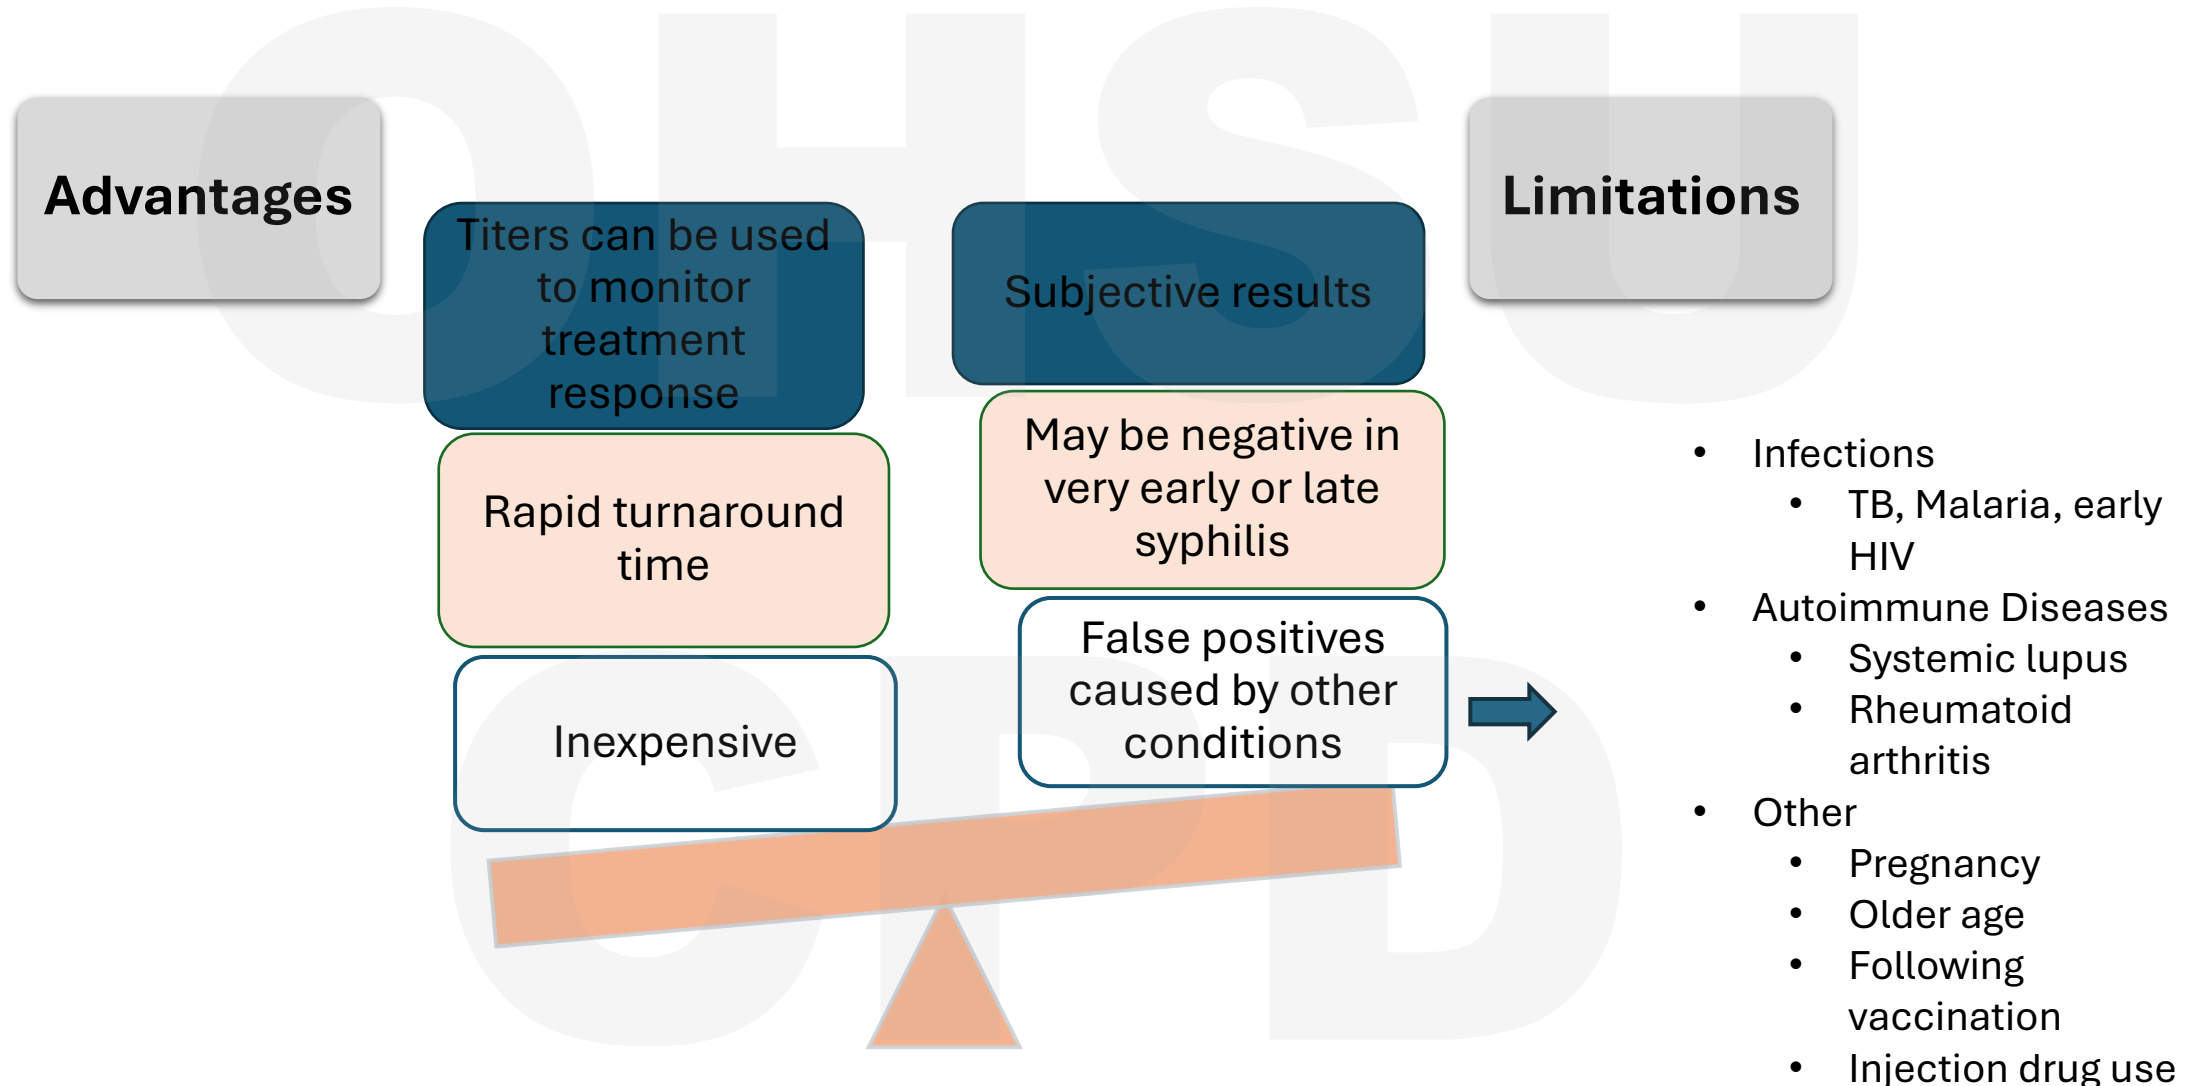 OHSU
Advantages
Titers can be used
to monitor
treatment
response
Rapid turnaround
time
Inexpensive
Limitations
Subjective results
May be negative in
very early or late
syphilis
False positives
caused by other
conditions
• Infections
• TB, Malaria, early
HIV
• Autoimmune Diseases
• Systemic lupus
• Rheumatoid
arthritis
• Other
• Pregnancy
• Older age
• Following
vaccination
• Injection drug use
CPD